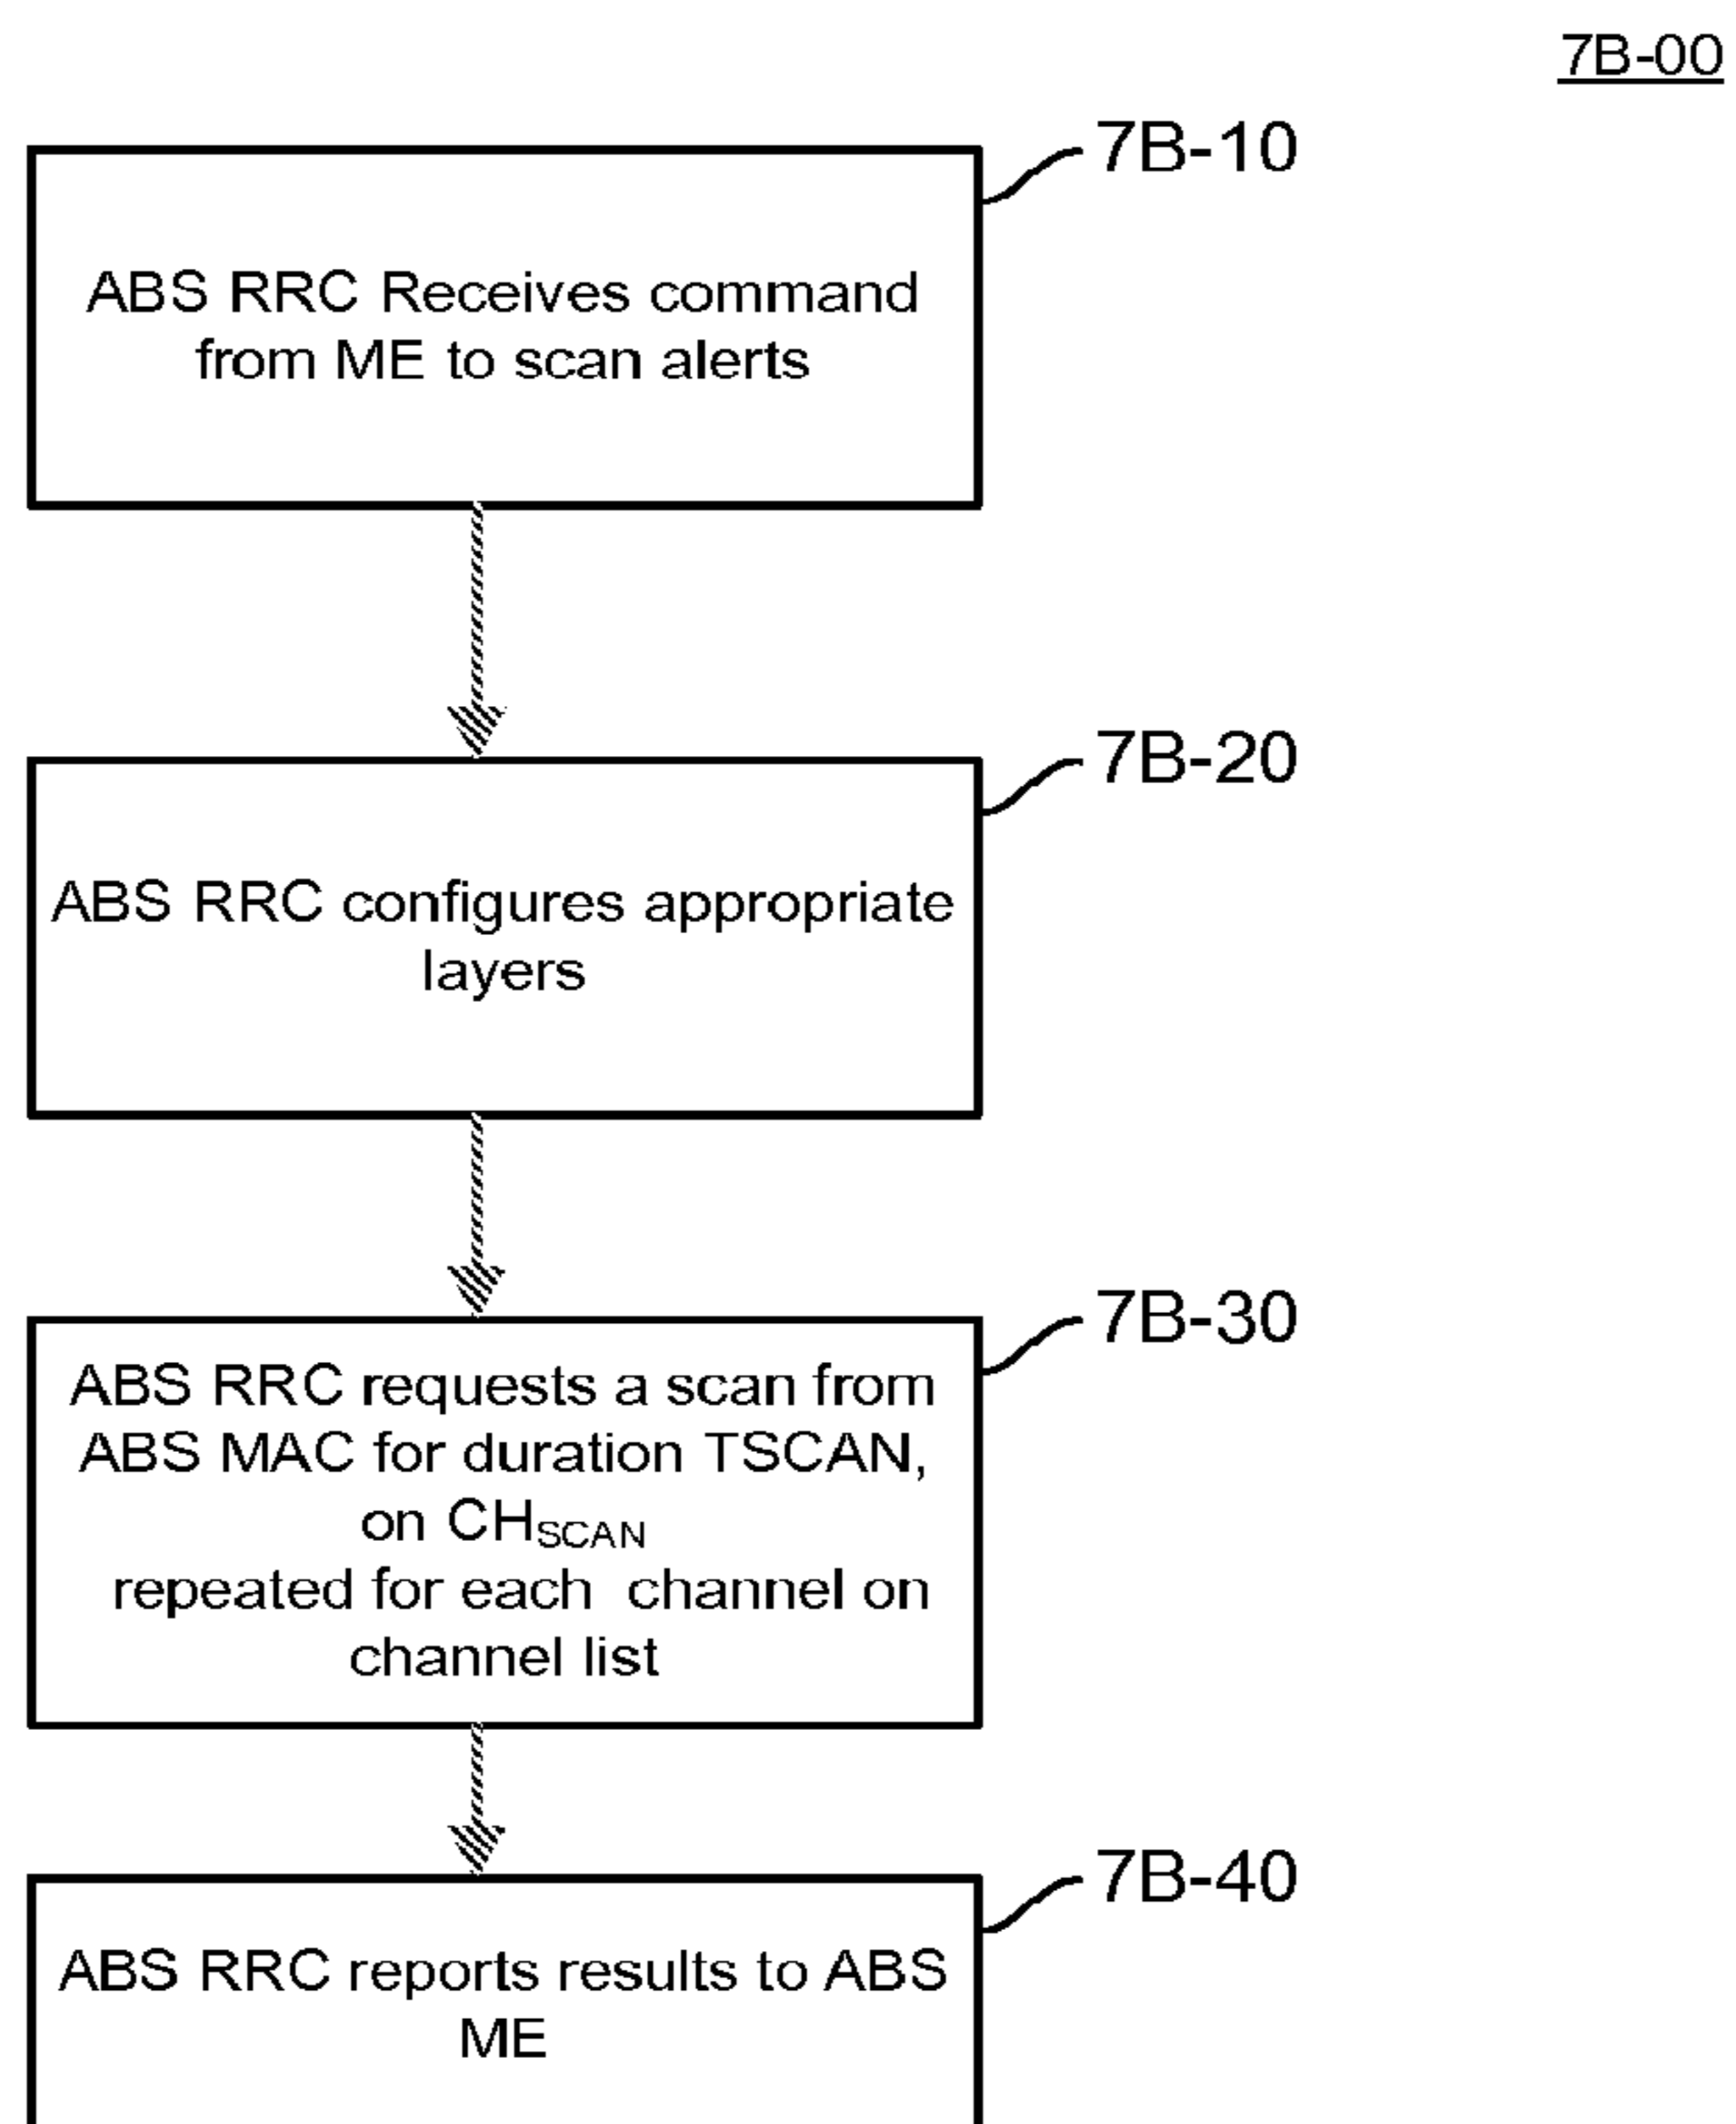 7B-00
7B-10
ABS RRC Receives command
from ME to scan alerts
7B-20
ABS RRC configures appropriate
layers
7B-30
ABS RRC requests a scan from
ABS MAC for duration TSCAN,
on CHSCAN
repeated for each channel on
channel list
7B-40
ABS RRC reports results to ABS
ME